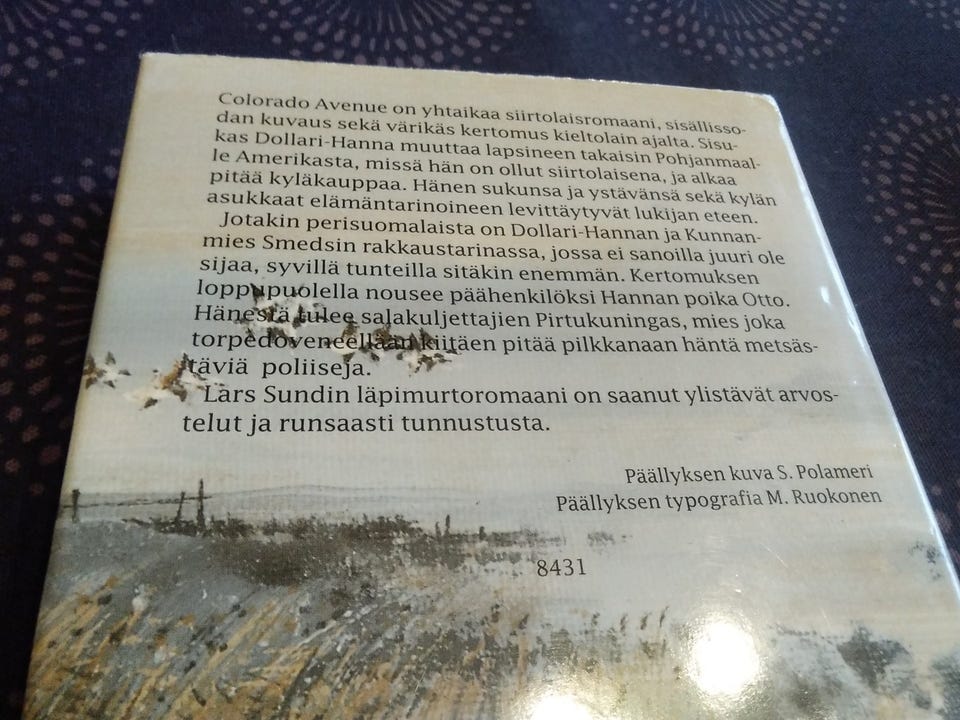 Colorado Avenue on yhtaikaa siirtolaisromaani, sisällisso-
dan kuvaus sekä värikäs kertomus kieltolain ajalta. Sisu-
kas Dollari-Hanna muuttaa lapsineen takaisin Pohjanmaal-
le Amerikasta, missä hän on ollut siirtolaisena, ja alkaa
pitää kyläkauppaa. Hänen sukunsa ja ystävänsä sekä kylän
asukkaat elämäntarinoineen levittäytyvät lukijan eteen.
Jotakin perisuomalaista on Dollari-Hannan ja Kunnan-
mies Smedsin rakkaustarinassa, jossa ei sanoilla juuri ole
sijaa, syvillä tunteilla sitäkin enemmän. Kertomuksen
loppupuolella nousee päähenkilöksi Hannan poika Otto.
Hänestä tulee salakuljettajien Pirtukuningas, mies joka
torpedoveneellään kiitäen pitää pilkkanaan häntä metsäs-
täviä poliiseja.
Lars Sundin läpimurtoromaani on saanut ylistävät arvos-
telut ja runsaasti tunnustusta.
Päällyksen kuva S. Polameri
Päällyksen typografia M. Ruokonen
8431